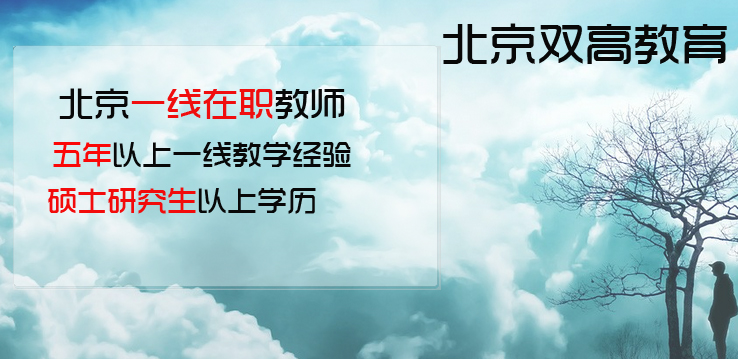 北京双高教育
北京一线在职教师
五年以上一线教学经验
硕士研究生以上学历